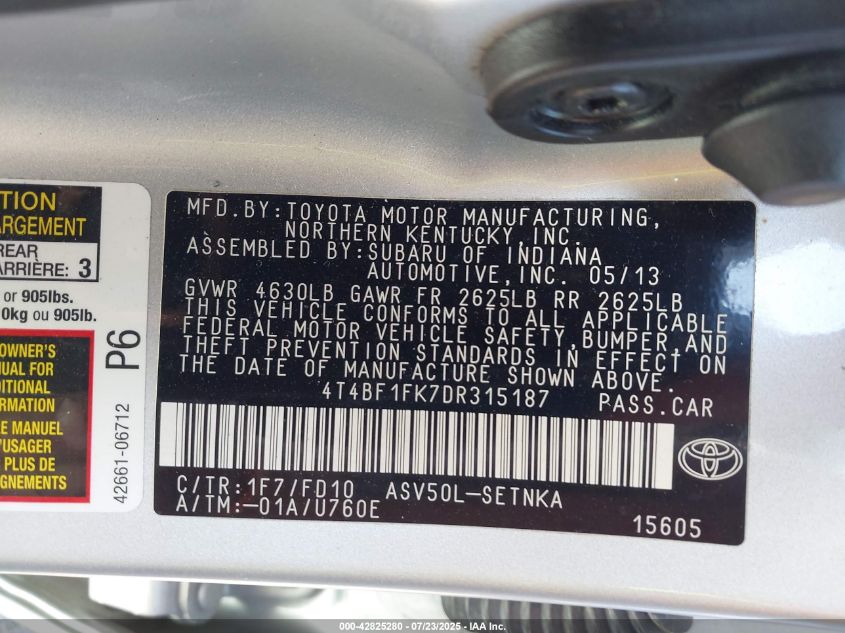 TION
ARGEMENT
REAR
ARRIÈRE: 3
or 905lbs.
0kg ou 905lb.
OWNER'S
UAL FOR
DITIONAL
RMATION
E MANUEL
'USAGER
PLUS DE
GNEMENTS
P6
42661-06712
MFD.BY:TOYOTA MOTOR MANUFACTURING,
NORTHERN KENTUCKY,INC.
ASSEMBLED BY:SUBARU OF INDIANA
AUTOMOTIVE,INC. 05/13
GVWR 4630LB GAWR FR 2625LB RR 2625LB
THIS VEHICLE CONFORMS TO ALL APPLICABLE
FEDERAL MOTOR VEHICLE SAFETY,BUMPER,AND
THEFT PREVENTION STANDARDS IN EFFECT ON
THE DATE OF MANUFACTURE SHOWN ABOVE.
4T4BF1FK7DR315187 PASS.CAR
C/TR:1F7/FD10 ASV50L-SETNKA
A/TM:-01A/U760E
15605
000-42825280 - 07/23/2025 - IAA Inc.